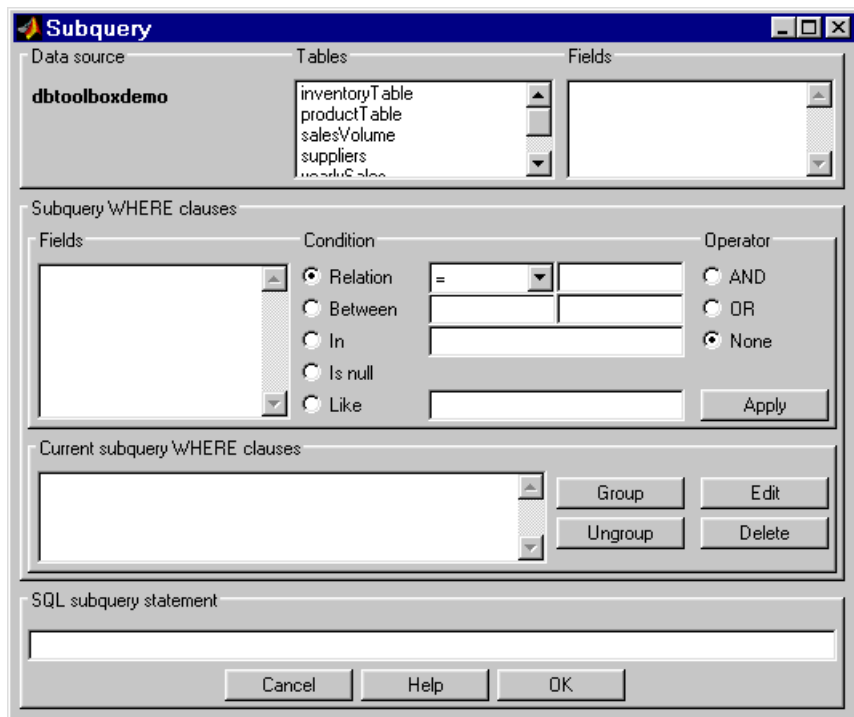 Subquery
Data source
Tables
Fields
dbtoolboxdemo
inventoryTable
productTable
salesVolume
suppliers
yearlySales
Subquery WHERE clauses
Fields
Condition
Operator
Relation
=
AND
Between
OR
In
None
Is null
Like
Apply
Current subquery WHERE clauses
Group
Edit
Ungroup
Delete
SQL subquery statement
Cancel
Help
OK